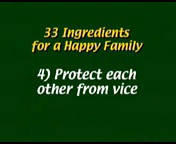 33 Ingredients
for a Happy Family
4) Protect each
other from vice